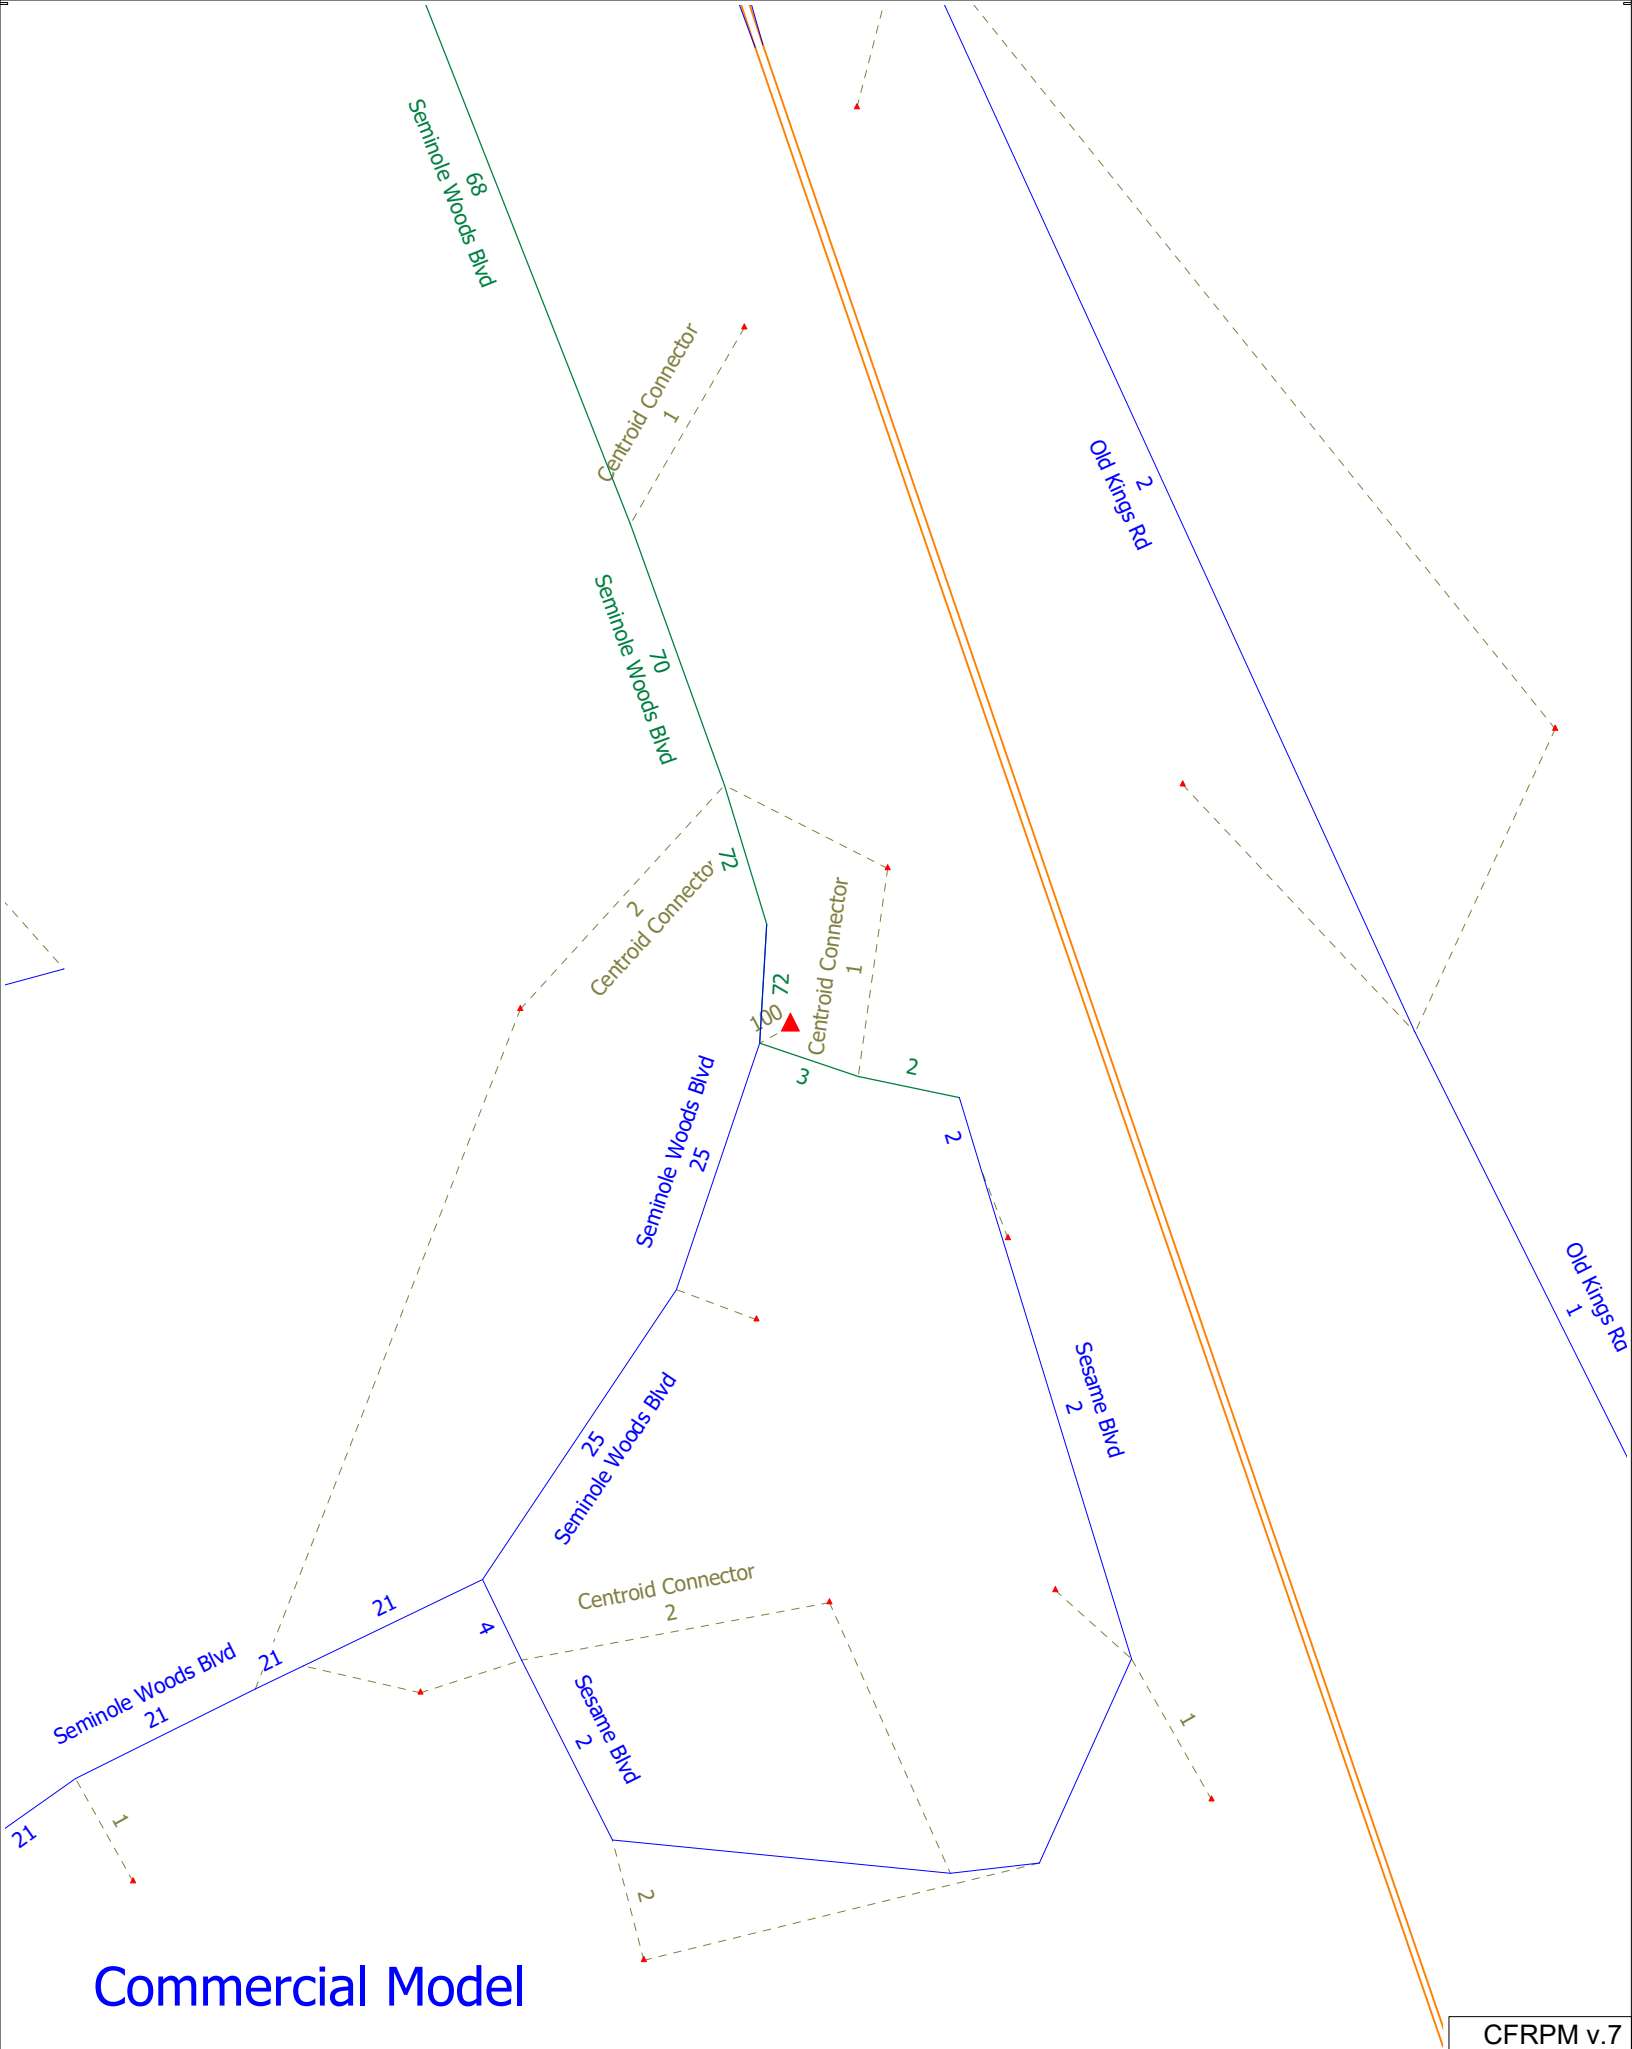 Seminole Woods Blvd
68
Centroid Connector
1
Old Kings Rd
2
Seminole Woods Blvd
70
72
2
Centroid Connector
Centroid Connector
1
72
100
3
2
Seminole Woods Blvd
25
2
Old Kings Rd
1
Sesame Blvd
2
25
Seminole Woods Blvd
Centroid Connector
2
21
4
21
Seminole Woods Blvd
21
Sesame Blvd
2
1
1
21
2
Commercial Model
CFRPM v.7